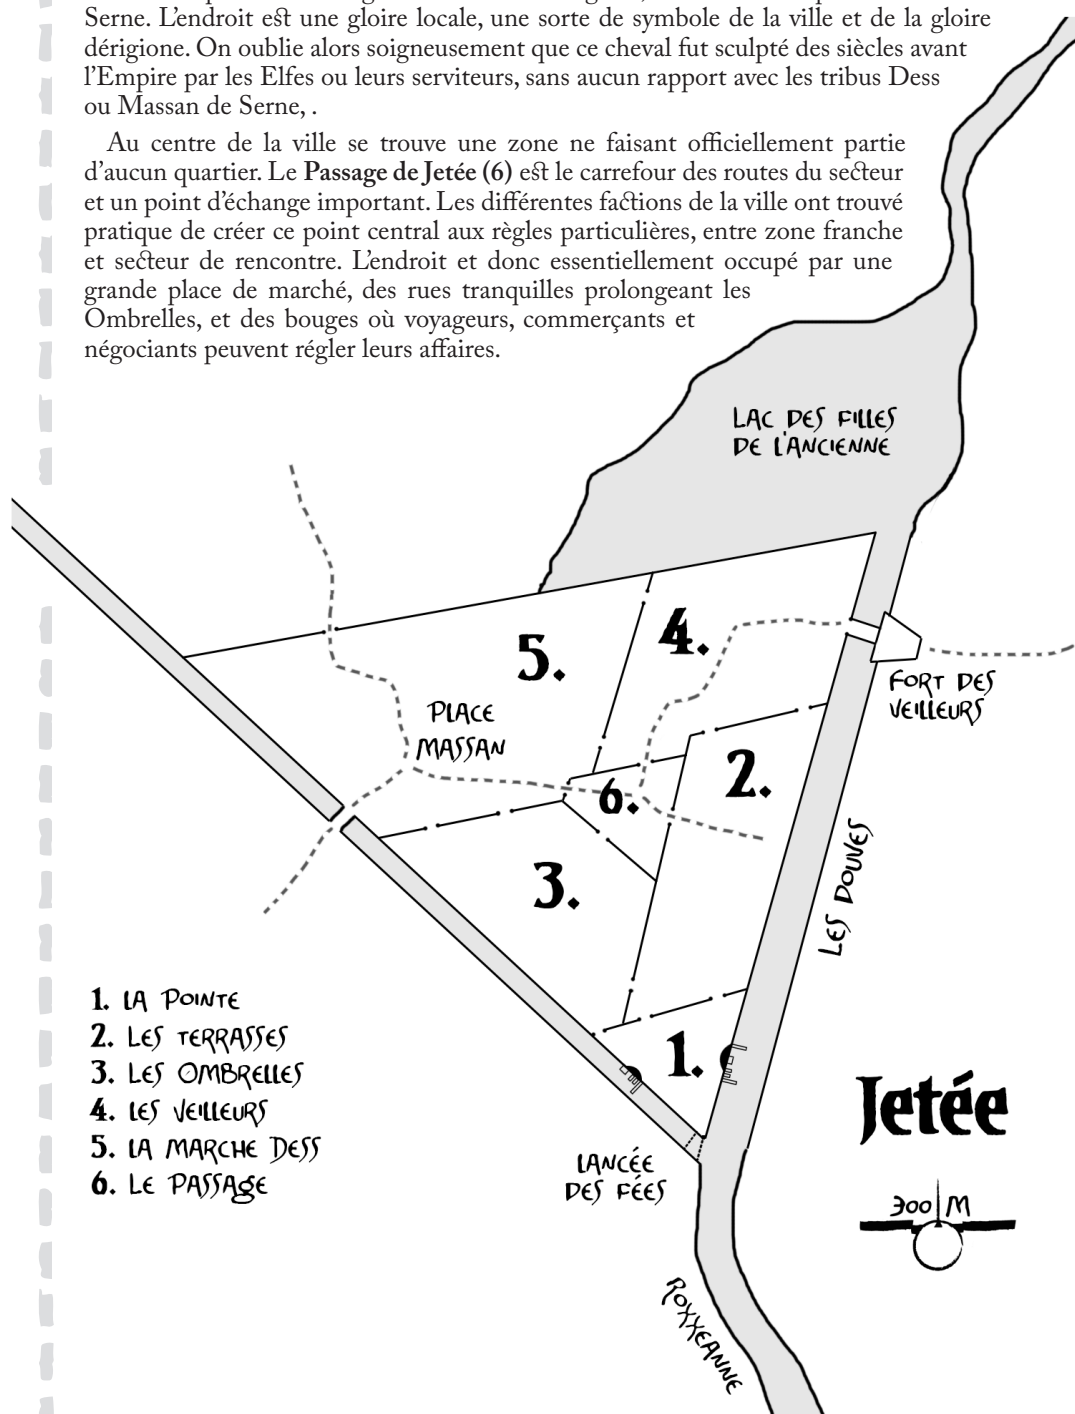 Serne. L'endroit est une gloire locale, une sorte de symbole de la ville et de la gloire
dérigione. On oublie alors soigneusement que ce cheval fut sculpté des siècles avant
l'Empire par les Elfes ou leurs serviteurs, sans aucun rapport avec les tribus Dess
ou Massan de Serne, .
Au centre de la ville se trouve une zone ne faisant officiellement partie
d'aucun quartier. Le Passage de Jetée (6) est le carrefour des routes du secteur
et un point d'échange important. Les différentes factions de la ville ont trouvé
pratique de créer ce point central aux règles particulières, entre zone franche
et secteur de rencontre. L'endroit et donc essentiellement occupé par une
grande place de marché, des rues tranquilles prolongeant les
Ombrelles, et des bouges où voyageurs, commerçants et
négociants peuvent régler leurs affaires.
LAC DES FILLES
DE L'ANCIENNE
4.
5.
FORT DES
VEILLEURS
PLACE
MASSAN
2.
6.
3.
LES DOUVES
1.
1. LA POINTE
2. LES TERRASSES
3. LES OMBRELLES
4. LES VEILLEURS
5. LA MARCHE DESS
6. LE PASSAGE
Jetée
LANCÉE
DES FÉES
300 M
ROXXEANNE